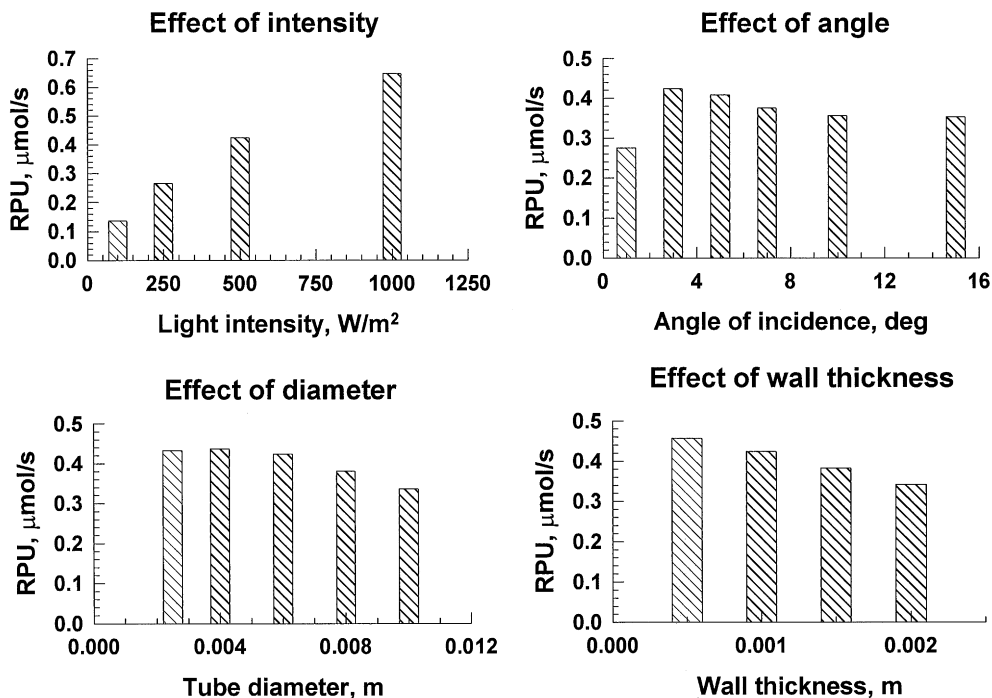 Effect of intensity
RPU, μmol/s
0.7
0.6
0.5
0.4
0.3
0.2
0.1
0.0
0 250 500 750 1000 1250
Light intensity, W/m²
Effect of angle
RPU, μmol/s
0.5
0.4
0.3
0.2
0.1
0.0
0 4 8 12 16
Angle of incidence, deg
Effect of diameter
RPU, μmol/s
0.5
0.4
0.3
0.2
0.1
0.0
0.000 0.004 0.008 0.012
Tube diameter, m
Effect of wall thickness
RPU, μmol/s
0.5
0.4
0.3
0.2
0.1
0.0
0.000 0.001 0.002
Wall thickness, m